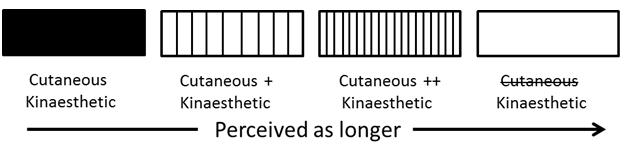 Cutaneous
Kinaesthetic
Cutaneous +
Kinaesthetic
Cutaneous ++
Kinaesthetic
Cutaneous
Kinaesthetic
Perceived as longer